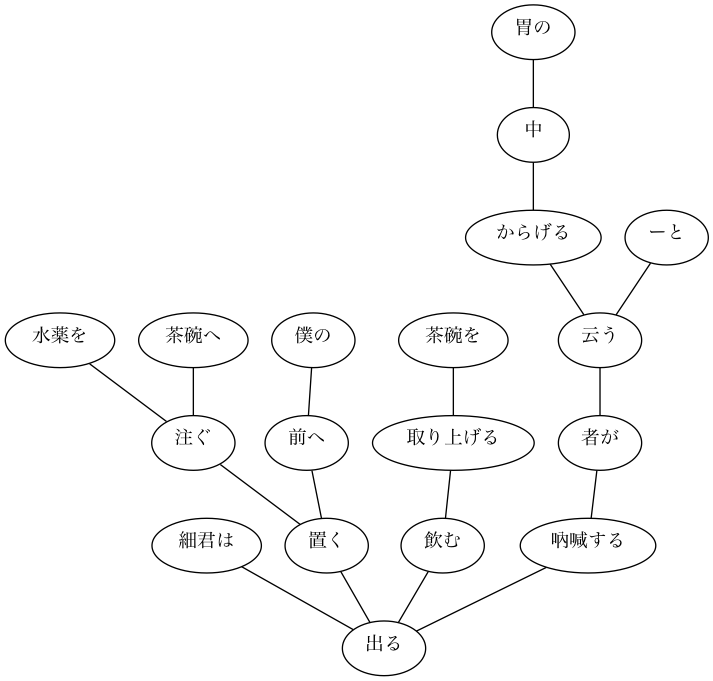 胃の
中
からげる
ーと
水薬を
茶碗へ
僕の
茶碗を
云う
注ぐ
前へ
取り上げる
者が
細君は
置く
飲む
吶喊する
出る